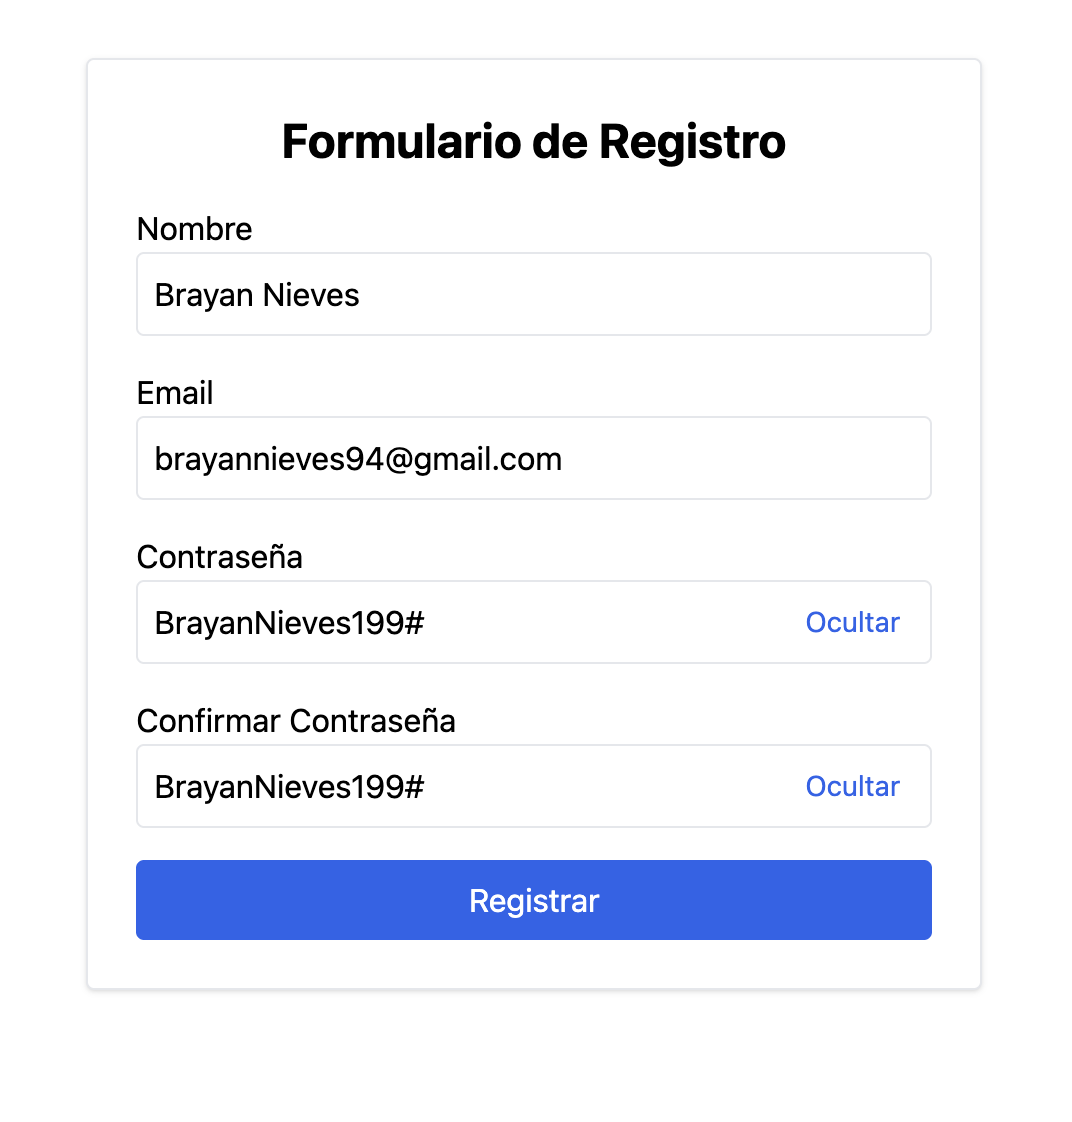 Formulario de Registro
Nombre
Brayan Nieves
Email
brayannieves94@gmail.com
Contraseña
BrayanNieves199#
Ocultar
Confirmar Contraseña
BrayanNieves199#
Ocultar
Registrar